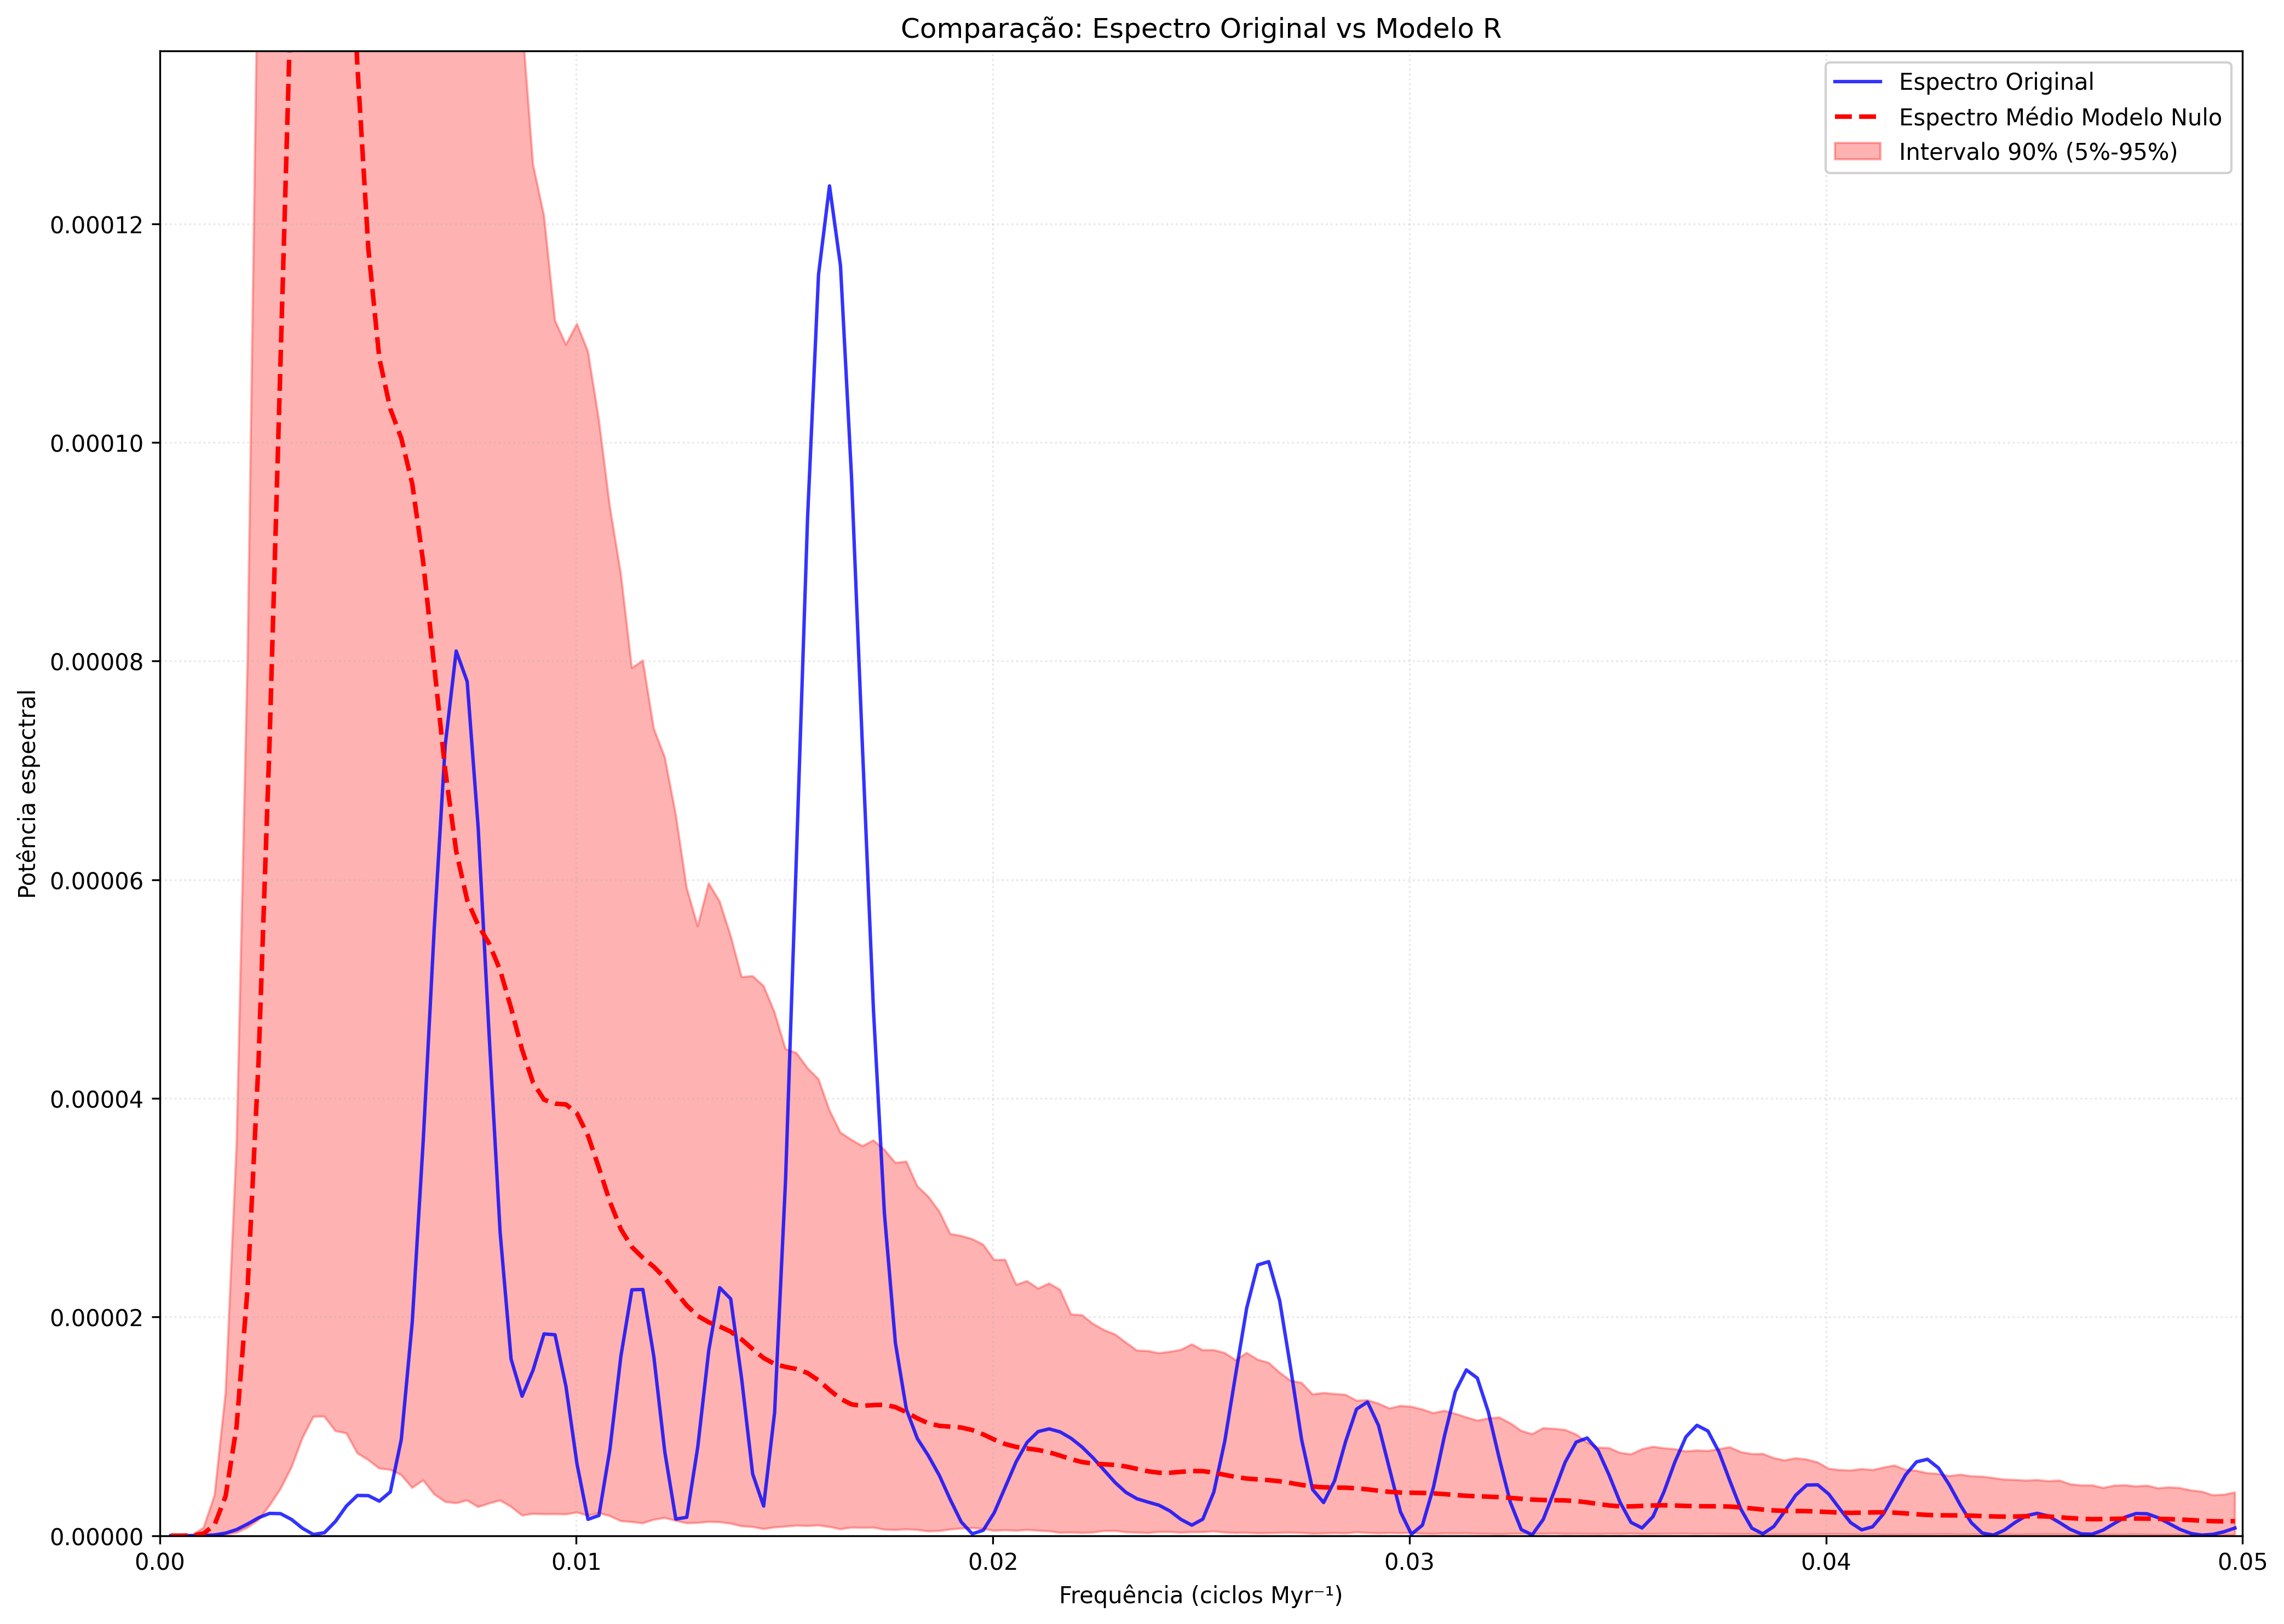 Comparação: Espectro Original vs Modelo R
Espectro Original
Espectro Médio Modelo Nulo
Intervalo 90% (5%-95%)
Potência espectral
0.00012
0.00010
0.00008
0.00006
0.00004
0.00002
0.00000
0.00 0.01 0.02 0.03 0.04 0.05
Frequência (ciclos Myr⁻¹)